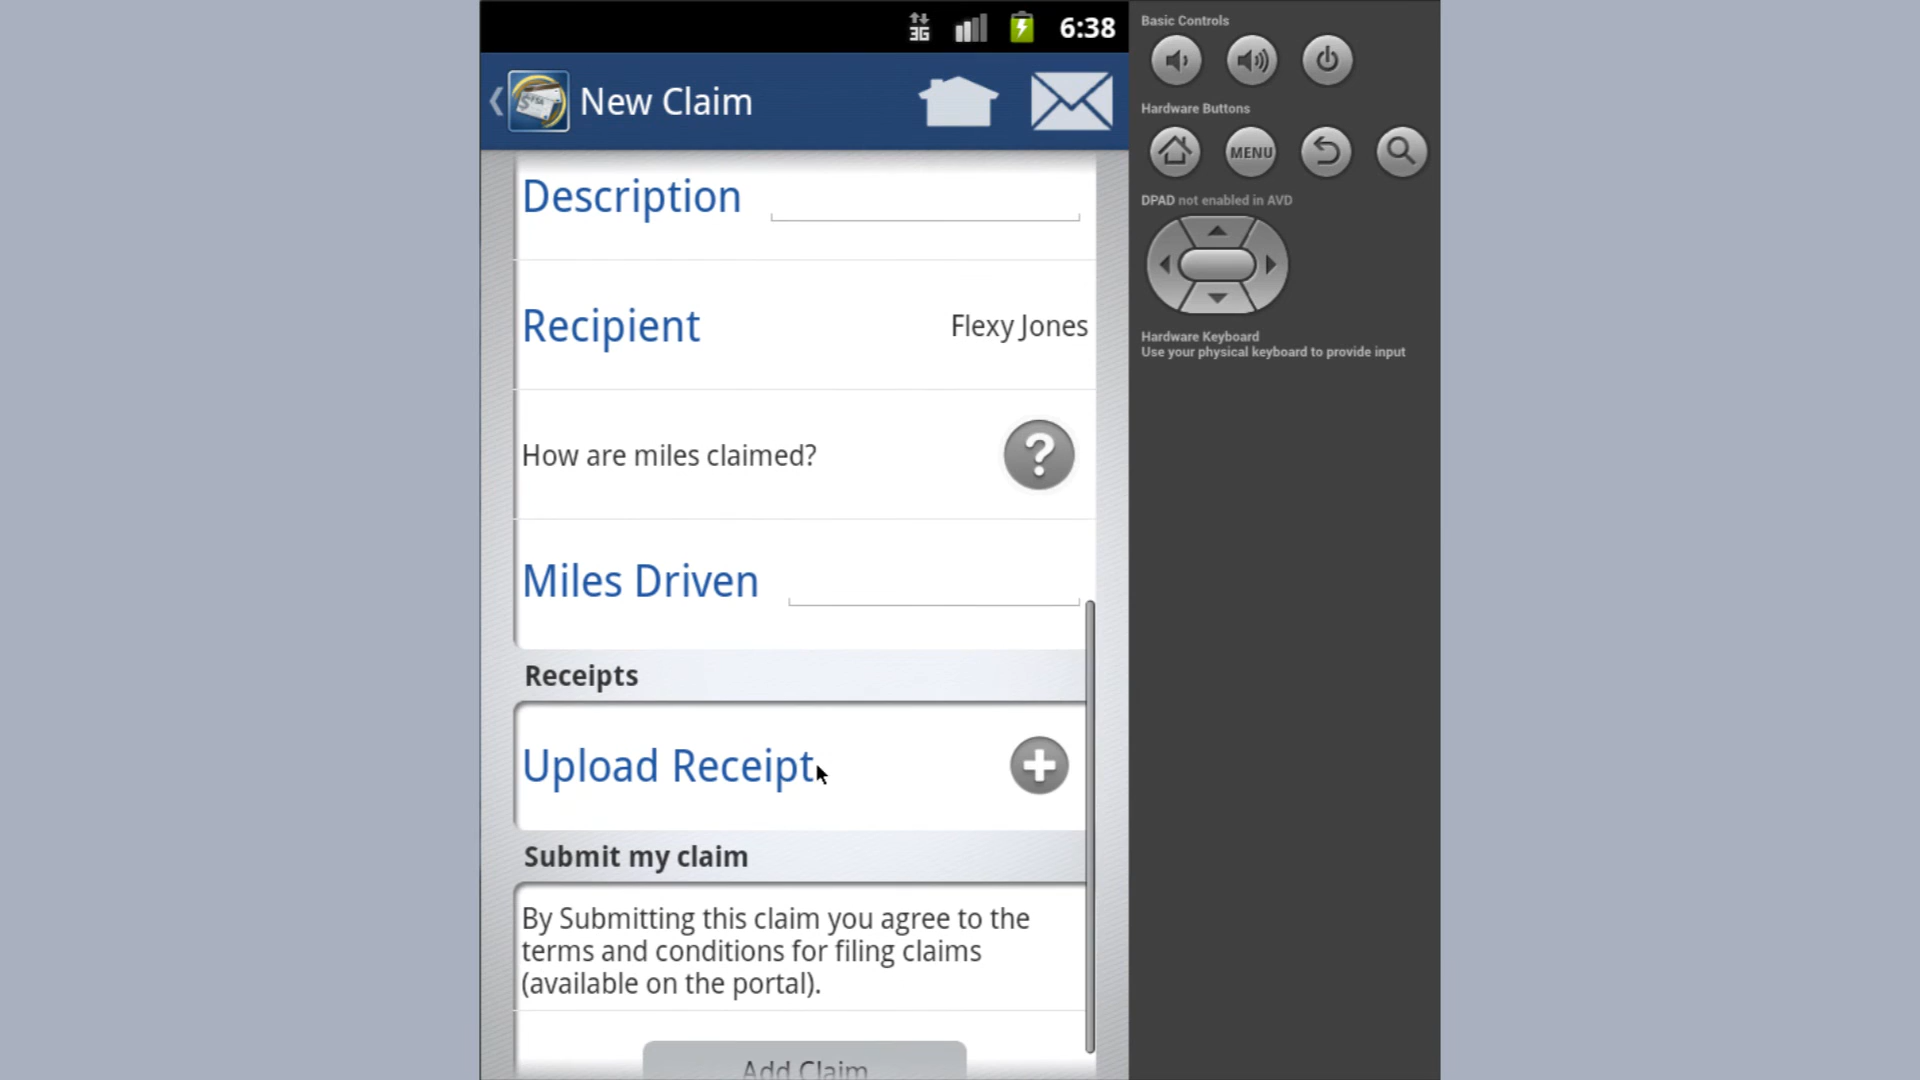 3G 6:38
New Claim
Description
Recipient Flexy Jones
How are miles claimed?
Miles Driven
Receipts
Upload Receipt
Submit my claim
By Submitting this claim you agree to the
terms and conditions for filing claims
(available on the portal).
Add Claim
Basic Controls
Hardware Buttons
MENU
DPAD not enabled in AVD
Hardware Keyboard
Use your physical keyboard to provide input